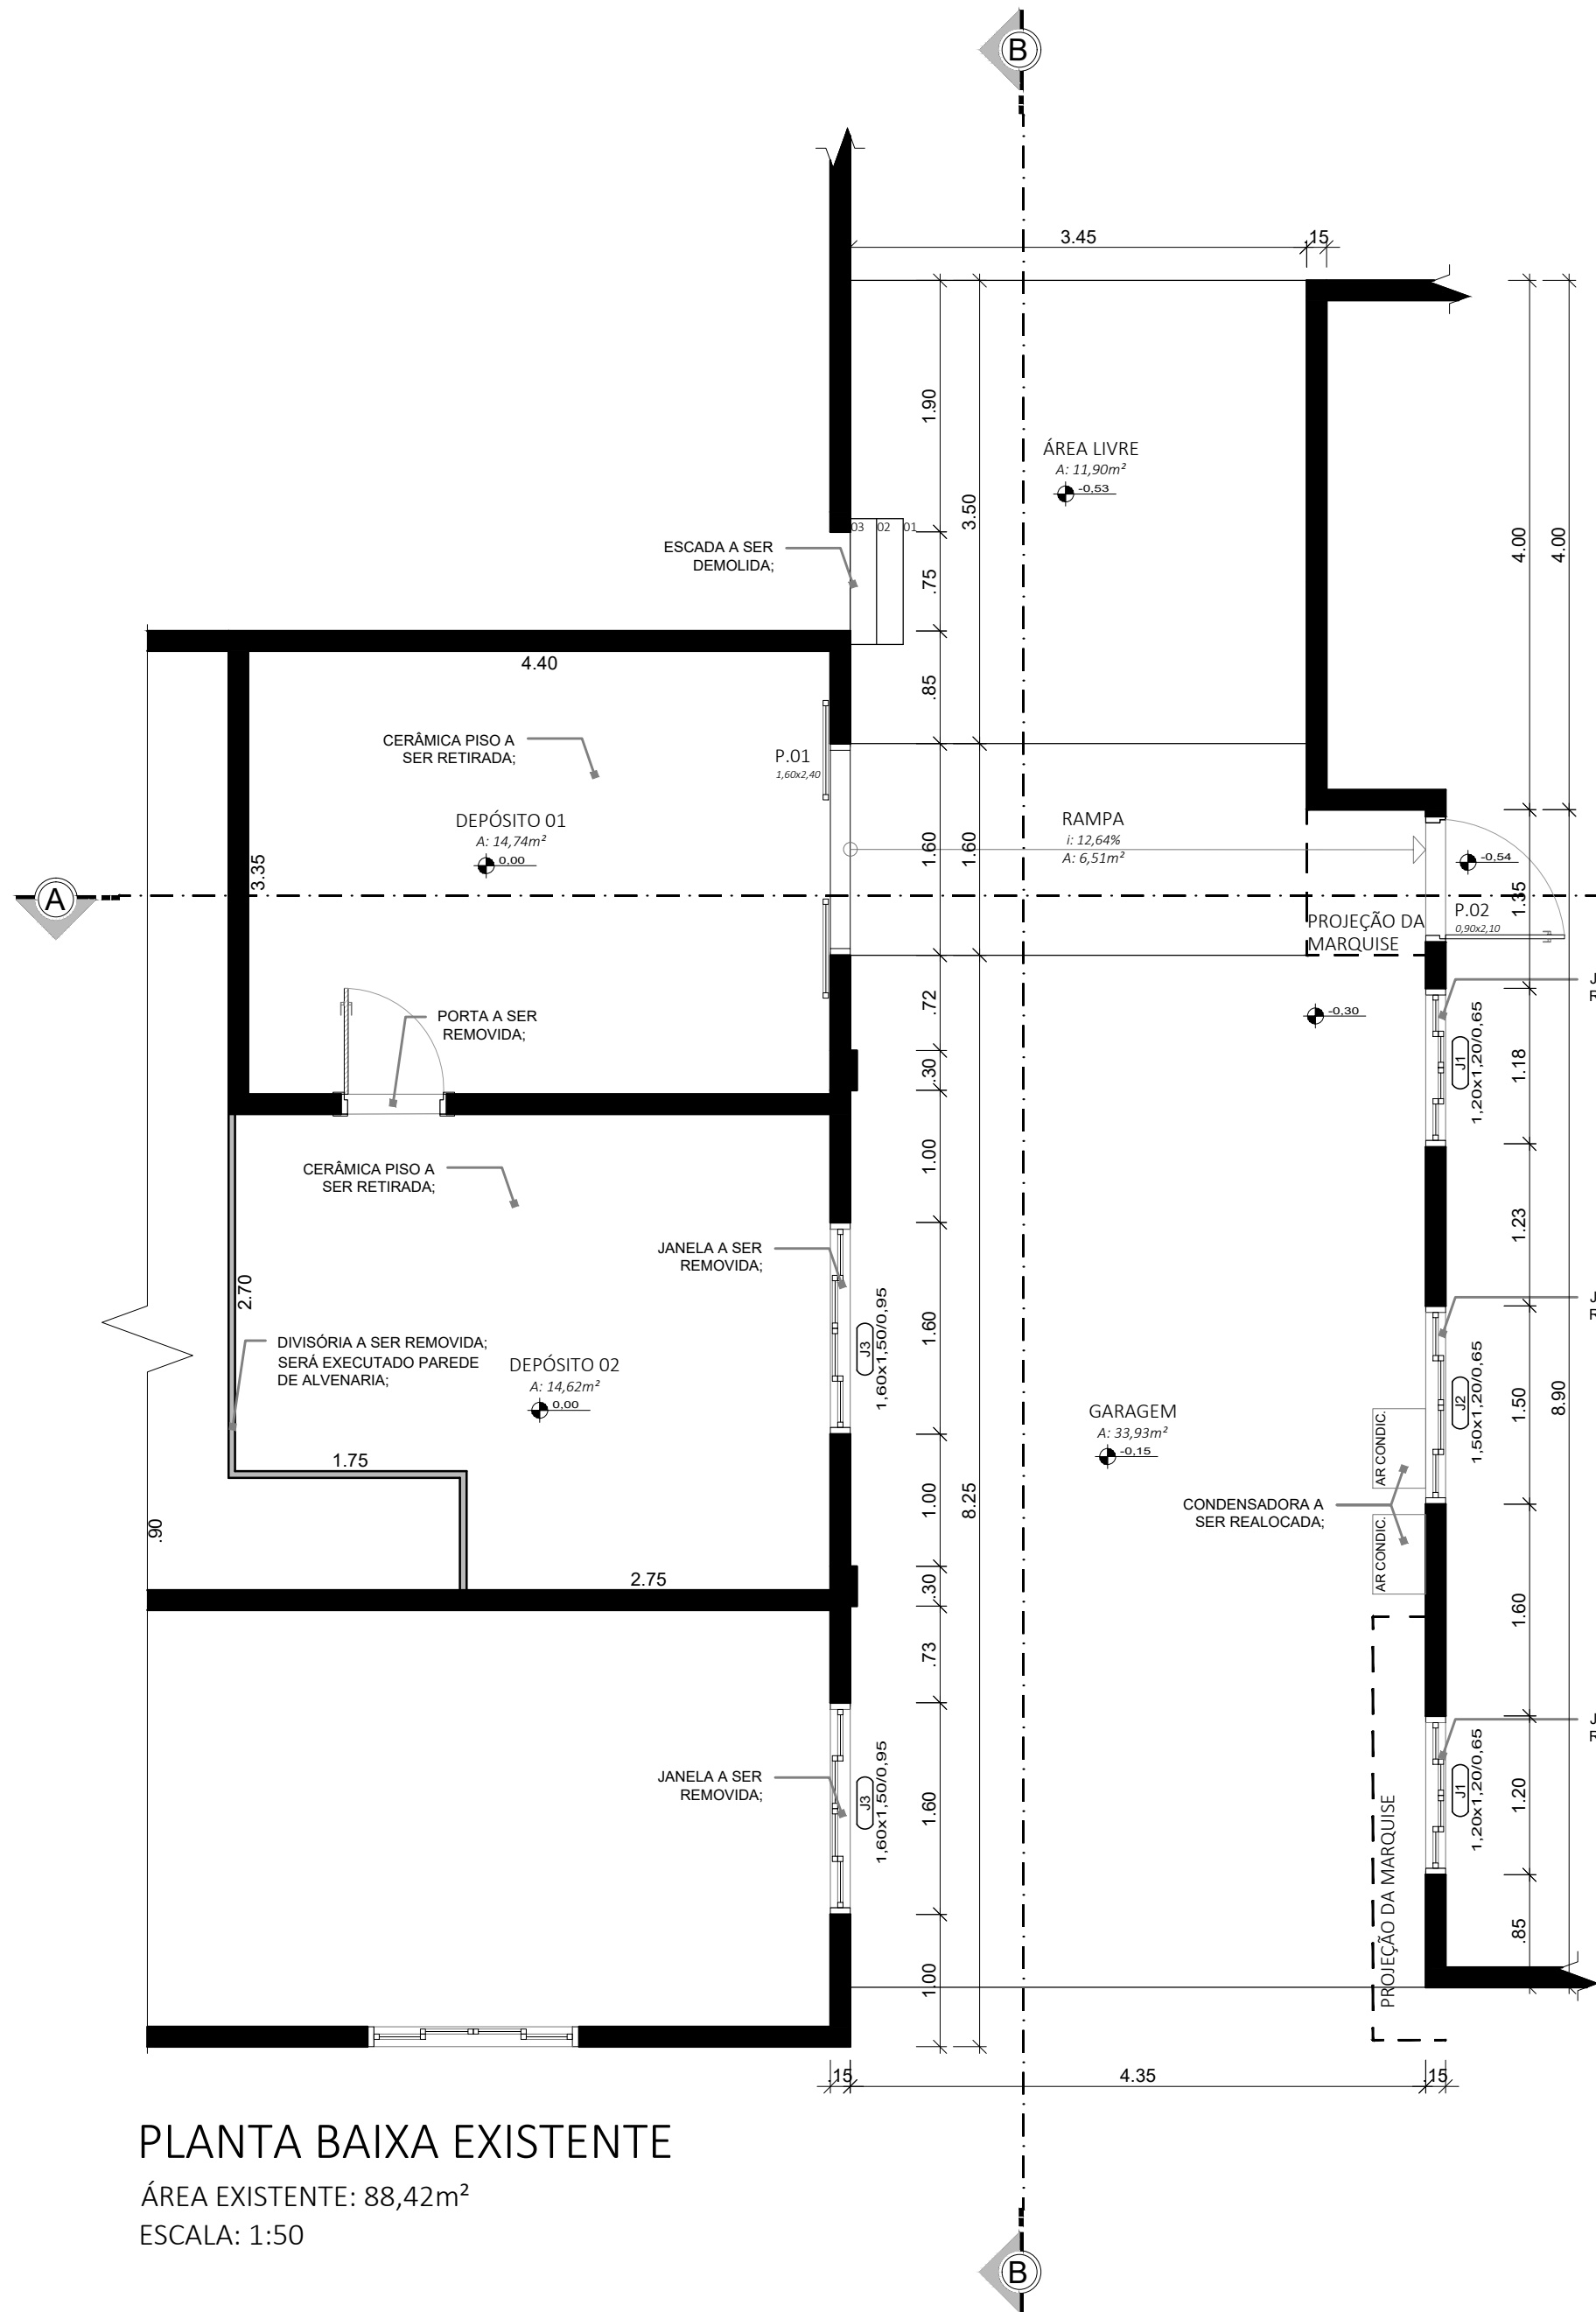 B
3.45
.15
1.90
3.50
4.00
4.00
ÁREA LIVRE
A: 11,90m²
-0,53
03
02
01
ESCADA A SER
DEMOLIDA;
.75
4.40
.85
CERÂMICA PISO A
SER RETIRADA;
P.01
1,60x2,40
DEPÓSITO 01
A: 14,74m²
0,00
3.35
1.60
1.60
RAMPA
i: 12,64%
A: 6,51m²
-0,54
1.35
A
P.02
0,90x2,10
PROJEÇÃO DA
MARQUISE
J
R
.72
-0,30
PORTA A SER
REMOVIDA;
.30
J1
1,20x1,20/0,65
1.18
1.00
CERÂMICA PISO A
SER RETIRADA;
1.23
JANELA A SER
REMOVIDA;
2.70
J
R
J3
1,60x1,50/0,95
1.60
DIVISÓRIA A SER REMOVIDA;
SERÁ EXECUTADO PAREDE
DE ALVENARIA;
DEPÓSITO 02
A: 14,62m²
0,00
J2
1,50x1,20/0,65
1.50
8.90
GARAGEM
A: 33,93m²
-0,15
AR CONDIC.
1.75
1.00
8.25
CONDENSADORA A
SER REALOCADA;
.90
AR CONDIC.
2.75
.30
1.60
.73
J
R
JANELA A SER
REMOVIDA;
J3
1,60x1,50/0,95
1.60
J1
1,20x1,20/0,65
1.20
PROJEÇÃO DA MARQUISE
.85
1.00
.15
4.35
.15
PLANTA BAIXA EXISTENTE
ÁREA EXISTENTE: 88,42m²
ESCALA: 1:50
B